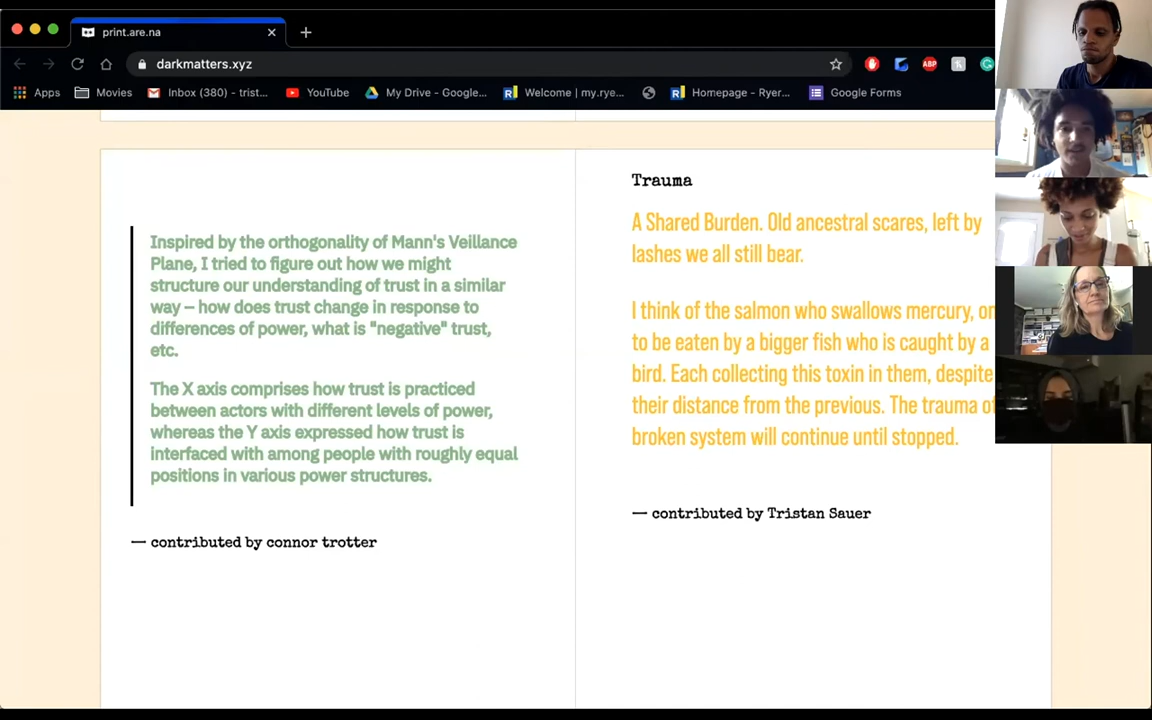 print.are.na
darkmatters.xyz
ABP
Apps
Movies
Inbox (380) - trist...
YouTube
My Drive - Google...
Welcome | my.rye...
Homepage - Ryer...
Google Forms
Inspired by the orthogonality of Mann's Veillance
Plane, I tried to figure out how we might
structure our understanding of trust in a similar
way – how does trust change in response to
differences of power, what is "negative" trust,
etc.
The X axis comprises how trust is practiced
between actors with different levels of power,
whereas the Y axis expressed how trust is
interfaced with among people with roughly equal
positions in various power structures.
— contributed by connor trotter
Trauma
A Shared Burden. Old ancestral scares, left by
lashes we all still bear.
I think of the salmon who swallows mercury,
to be eaten by a bigger fish who is caught by a
bird. Each collecting this toxin in them, despite
their distance from the previous. The trauma
broken system will continue until stopped.
— contributed by Tristan Sauer